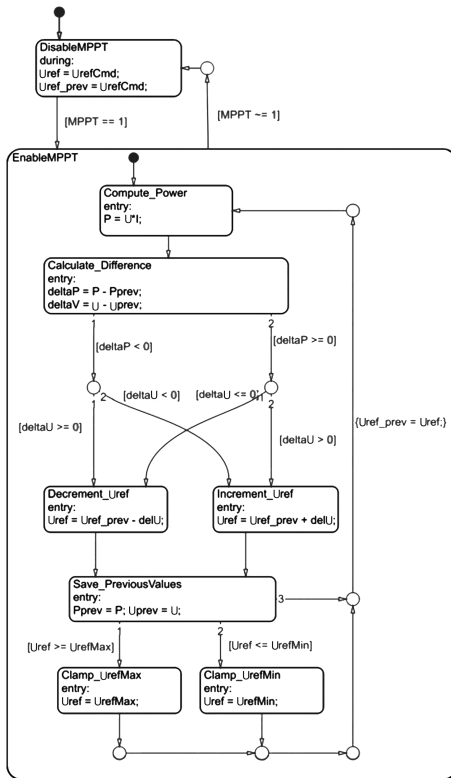 DisableMPPT
during:
Uref = UrefCmd;
Uref_prev = UrefCmd;
[MPPT == 1]
[MPPT ~= 1]
EnableMPPT
Compute_Power
entry:
P = U*I;
Calculate_Difference
entry:
deltaP = P - Pprev;
deltaV = U - Uprev;
1
2
[deltaP < 0]
[deltaP >= 0]
2
[deltaU < 0]
[deltaU <= 0]
1
1
2
[deltaU >= 0]
[deltaU > 0]
{Uref_prev = Uref;}
Decrement_Uref
entry:
Uref = Uref_prev - delU;
Increment_Uref
entry:
Uref = Uref_prev + delU;
Save_PreviousValues
entry:
Pprev = P; Uprev = U;
3
1
2
[Uref >= UrefMax]
[Uref <= UrefMin]
Clamp_UrefMax
entry:
Uref = UrefMax;
Clamp_UrefMin
entry:
Uref = UrefMin;